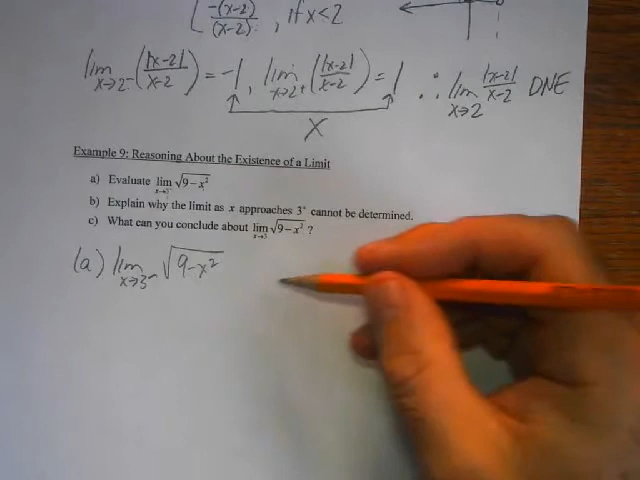 -(x-2)/(x-2), if x<2
lim x→2⁻ (|x-2|/x-2) = -1, lim x→2⁺ (|x-2|/x-2) = 1 ∴ lim x→2 |x-2|/x-2 DNE
X
Example 9: Reasoning About the Existence of a Limit
a) Evaluate lim x→3⁻ √9-x²
b) Explain why the limit as x approaches 3⁺ cannot be determined.
c) What can you conclude about lim x→3 √9-x² ?
(a) lim x→3⁻ √9-x²